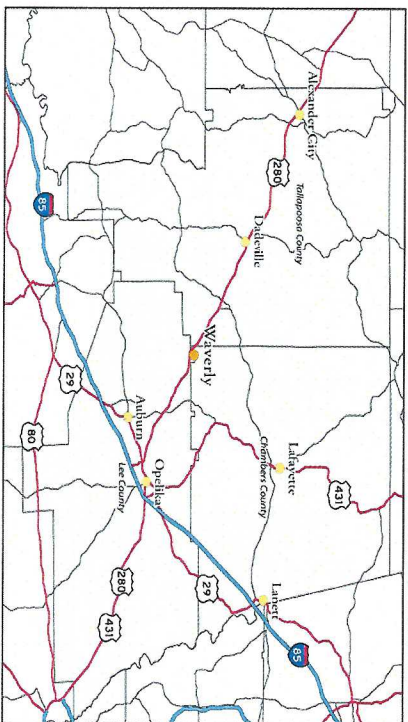 Alexander City
280
Tallapoosa County
Dadeville
85
Waverly
29
Auburn
80
Lafayette
Chambers County
431
Opelika
Lee County
280
431
29
Lanett
85